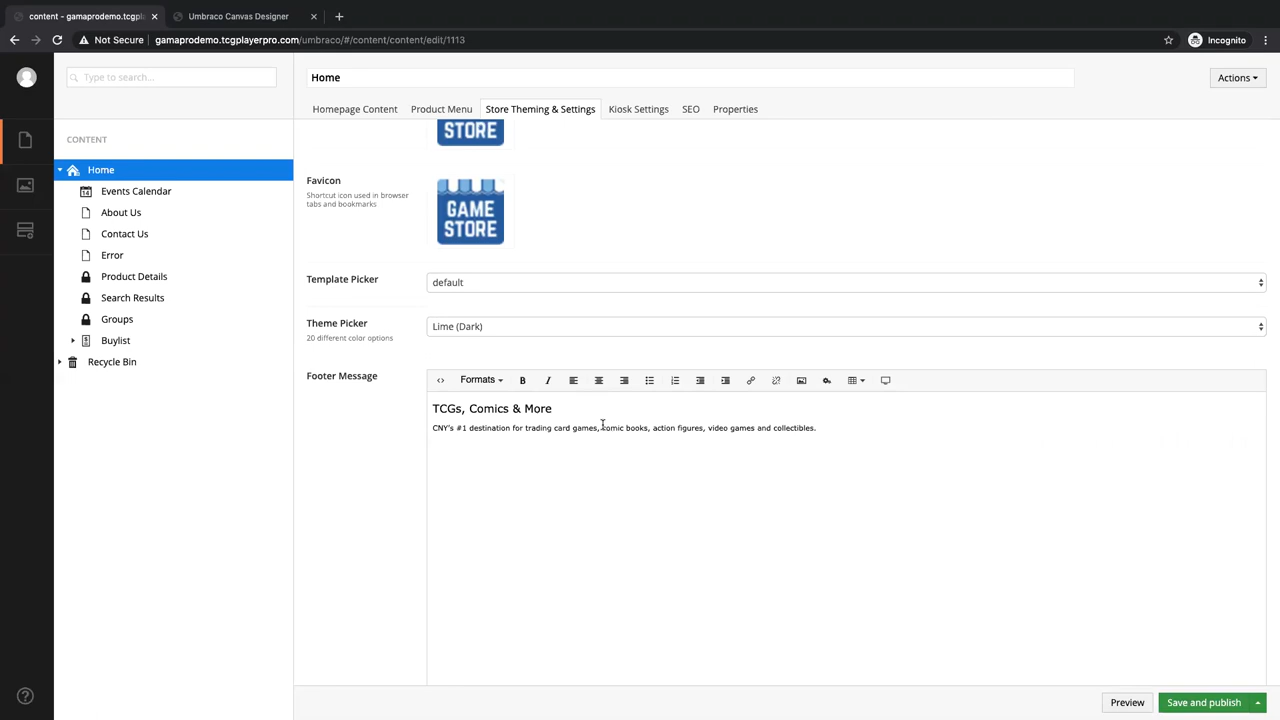 content - gamaprodemo.tcgpla
Umbraco Canvas Designer
Not Secure
gamaprodemo.tcgplayerpro.com/umbraco/#/content/content/edit/1113
Incognito
Type to search...
Home
Actions
Homepage Content
Product Menu
Store Theming & Settings
Kiosk Settings
SEO
Properties
CONTENT
Home
Events Calendar
About Us
Contact Us
Error
Product Details
Search Results
Groups
Buylist
Recycle Bin
STORE
Favicon
Shortcut icon used in browser
tabs and bookmarks
GAME
STORE
Template Picker
default
Theme Picker
20 different color options
Lime (Dark)
Footer Message
Formats
B
I
TCGs, Comics & More
CNY's #1 destination for trading card games, comic books, action figures, video games and collectibles.
Preview
Save and publish